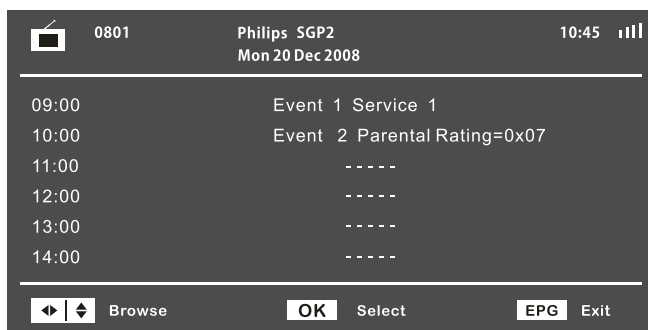 0801 Philips SGP2 10:45
Mon 20 Dec 2008
09:00 Event 1 Service 1
10:00 Event 2 Parental Rating=0x07
11:00 -----
12:00 -----
13:00 -----
14:00 -----
Browse OK Select EPG Exit